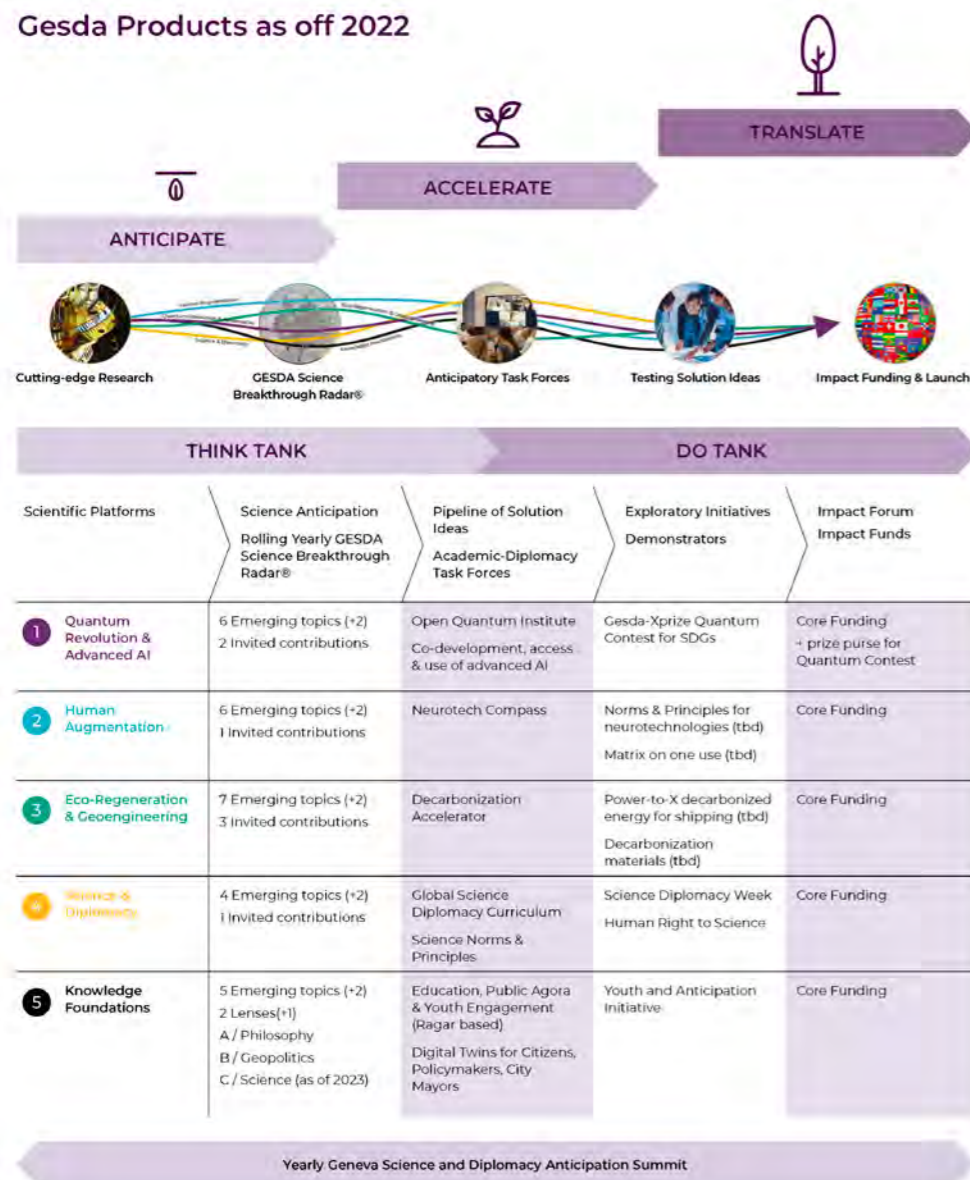 Gesda Products as off 2022
TRANSLATE
ACCELERATE
ANTICIPATE
Cutting-edge Research
GESDA Science
Breakthrough Radar®
Anticipatory Task Forces
Testing Solution Ideas
Impact Funding & Launch
THINK TANK
DO TANK
Scientific Platforms
Science Anticipation
Rolling Yearly GESDA
Science Breakthrough
Radar®
Pipeline of Solution
Ideas
Academic-Diplomacy
Task Forces
Exploratory Initiatives
Demonstrators
Impact Forum
Impact Funds
1
Quantum
Revolution &
Advanced AI
6 Emerging topics (+2)
2 Invited contributions
Open Quantum Institute
Co-development, access
& use of advanced AI
Gesda-Xprize Quantum
Contest for SDGs
Core Funding
+ prize purse for
Quantum Contest
2
Human
Augmentation
6 Emerging topics (+2)
1 Invited contributions
Neurotech Compass
Norms & Principles for
neurotechnologies (tbd)
Matrix on one use (tbd)
Core Funding
3
Eco-Regeneration
& Geoengineering
7 Emerging topics (+2)
3 Invited contributions
Decarbonization
Accelerator
Power-to-X decarbonized
energy for shipping (tbd)
Decarbonization
materials (tbd)
Core Funding
4
Science &
Diplomacy
4 Emerging topics (+2)
1 Invited contributions
Global Science
Diplomacy Curriculum
Science Norms &
Principles
Science Diplomacy Week
Human Right to Science
Core Funding
5
Knowledge
Foundations
5 Emerging topics (+2)
2 Lenses(+1)
A / Philosophy
B / Geopolitics
C / Science (as of 2023)
Education, Public Agora
& Youth Engagement
(Ragar based)
Digital Twins for Citizens,
Policymakers, City
Mayors
Youth and Anticipation
Initiative
Core Funding
Yearly Geneva Science and Diplomacy Anticipation Summit